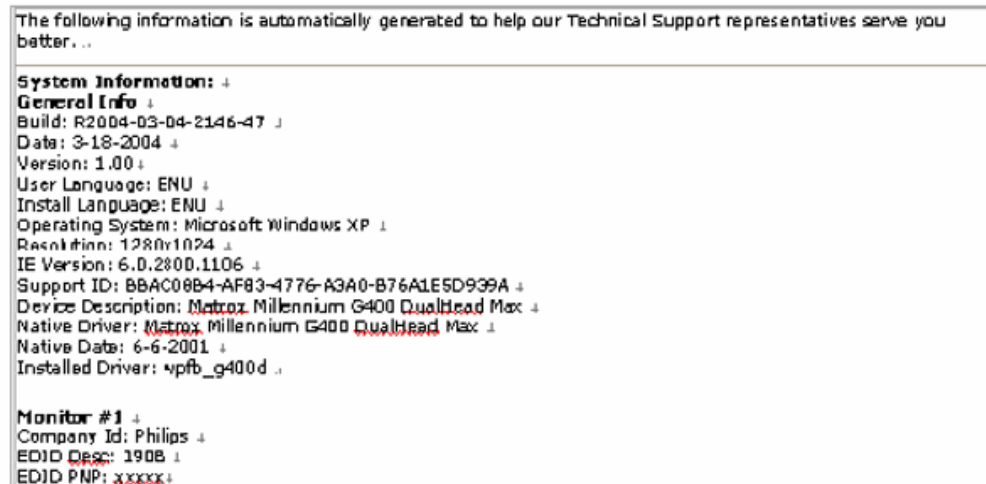 The following information is automatically generated to help our Technical Support representatives serve you
better...
System Information:
General Info
Build: R2004-03-04-2146-47
Date: 3-18-2004
Version: 1.00
User Language: ENU
Install Language: ENU
Operating System: Microsoft Windows XP
Resolution: 1280x1024
IE Version: 6.0.2800.1106
Support ID: BBAC08B4-AF83-4776-A3A0-B76A1E5D939A
Device Description: Matrox Millennium G400 DualHead Max
Native Driver: Matrox Millennium G400 DualHead Max
Native Date: 6-6-2001
Installed Driver: vpfb_g400d
Monitor #1
Company Id: Philips
EDID Desc: 190B
EDID PNP: xxxxx